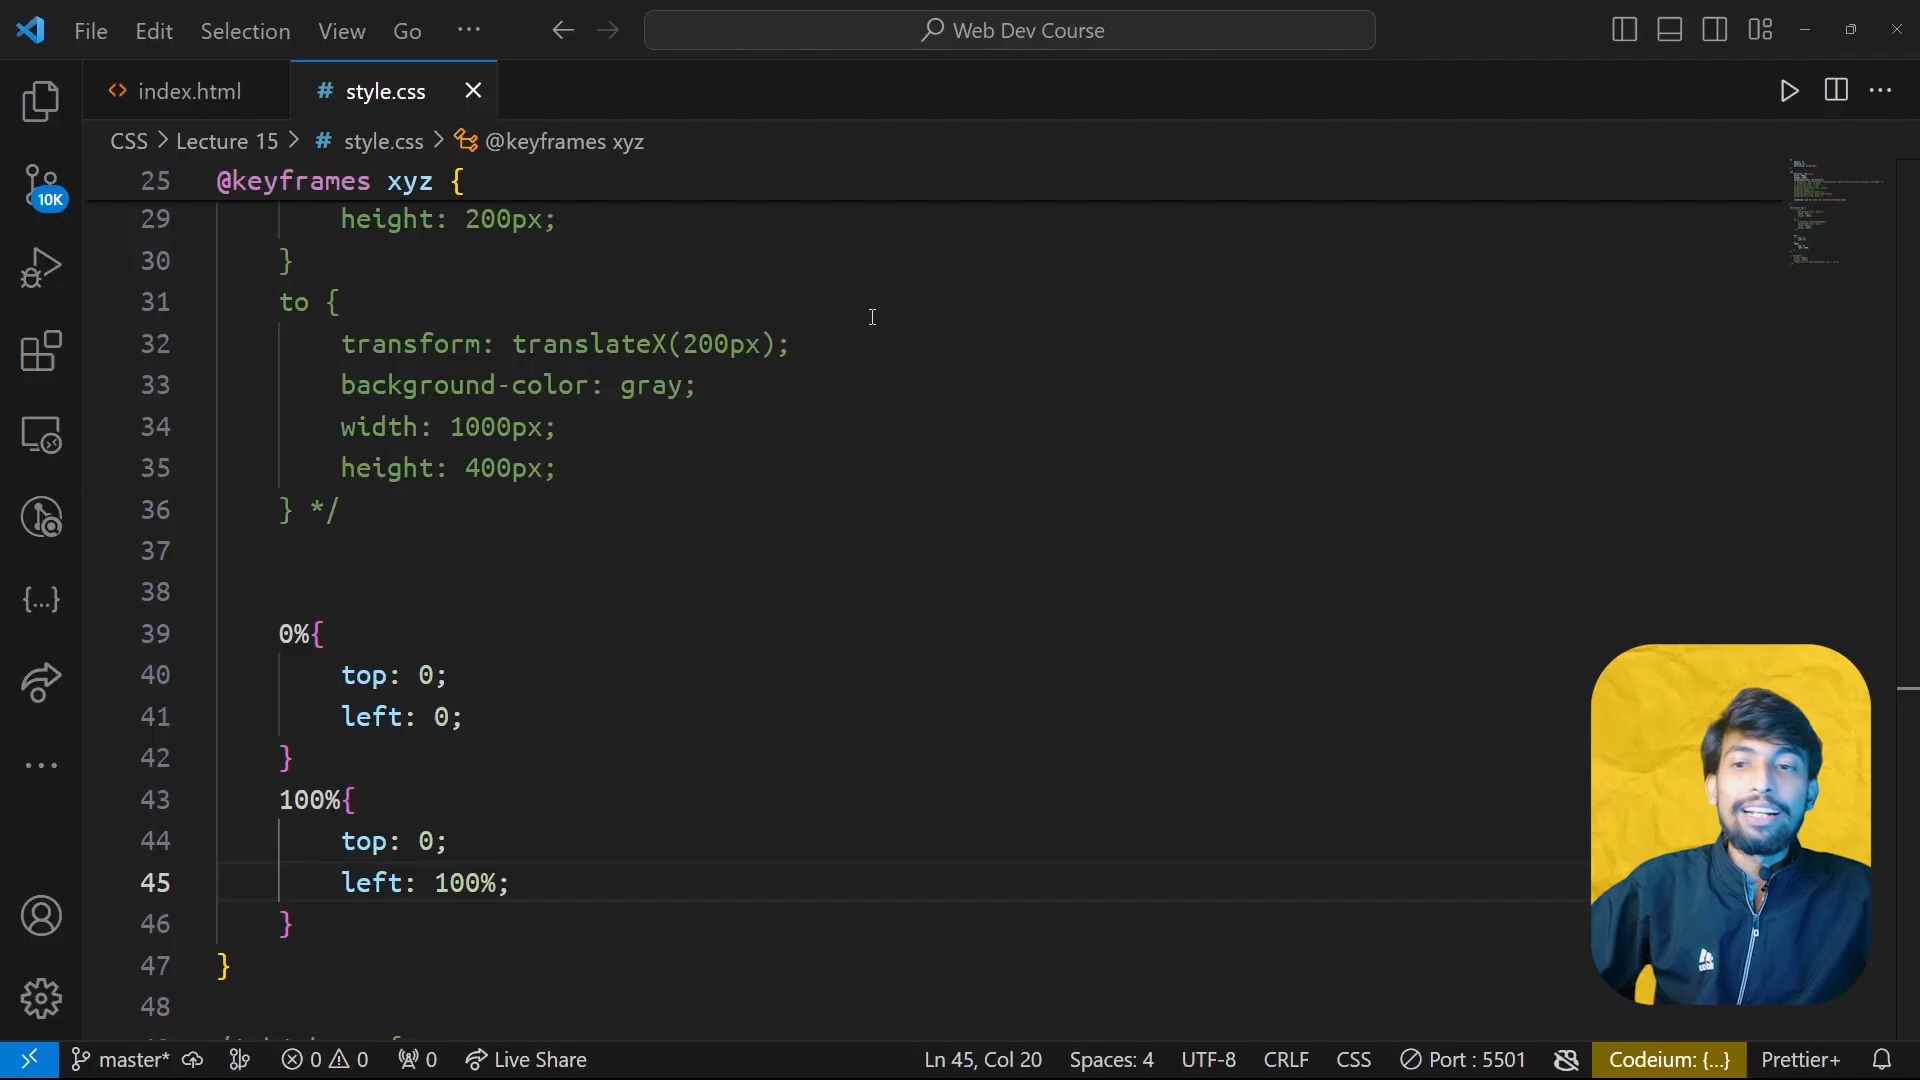 File Edit Selection View Go ··· Web Dev Course
index.html # style.css
CSS > Lecture 15 > # style.css > @keyframes xyz
25 @keyframes xyz {
29 height: 200px;
30 }
31 to {
32 transform: translateX(200px);
33 background-color: gray;
34 width: 1000px;
35 height: 400px;
36 } */
37
38
39 0%{
40 top: 0;
41 left: 0;
42 }
43 100%{
44 top: 0;
45 left: 100%;
46 }
47 }
48
10K
{...}
master* 0 0 0 Live Share Ln 45, Col 20 Spaces: 4 UTF-8 CRLF CSS Port : 5501 Codeium: {...} Prettier+